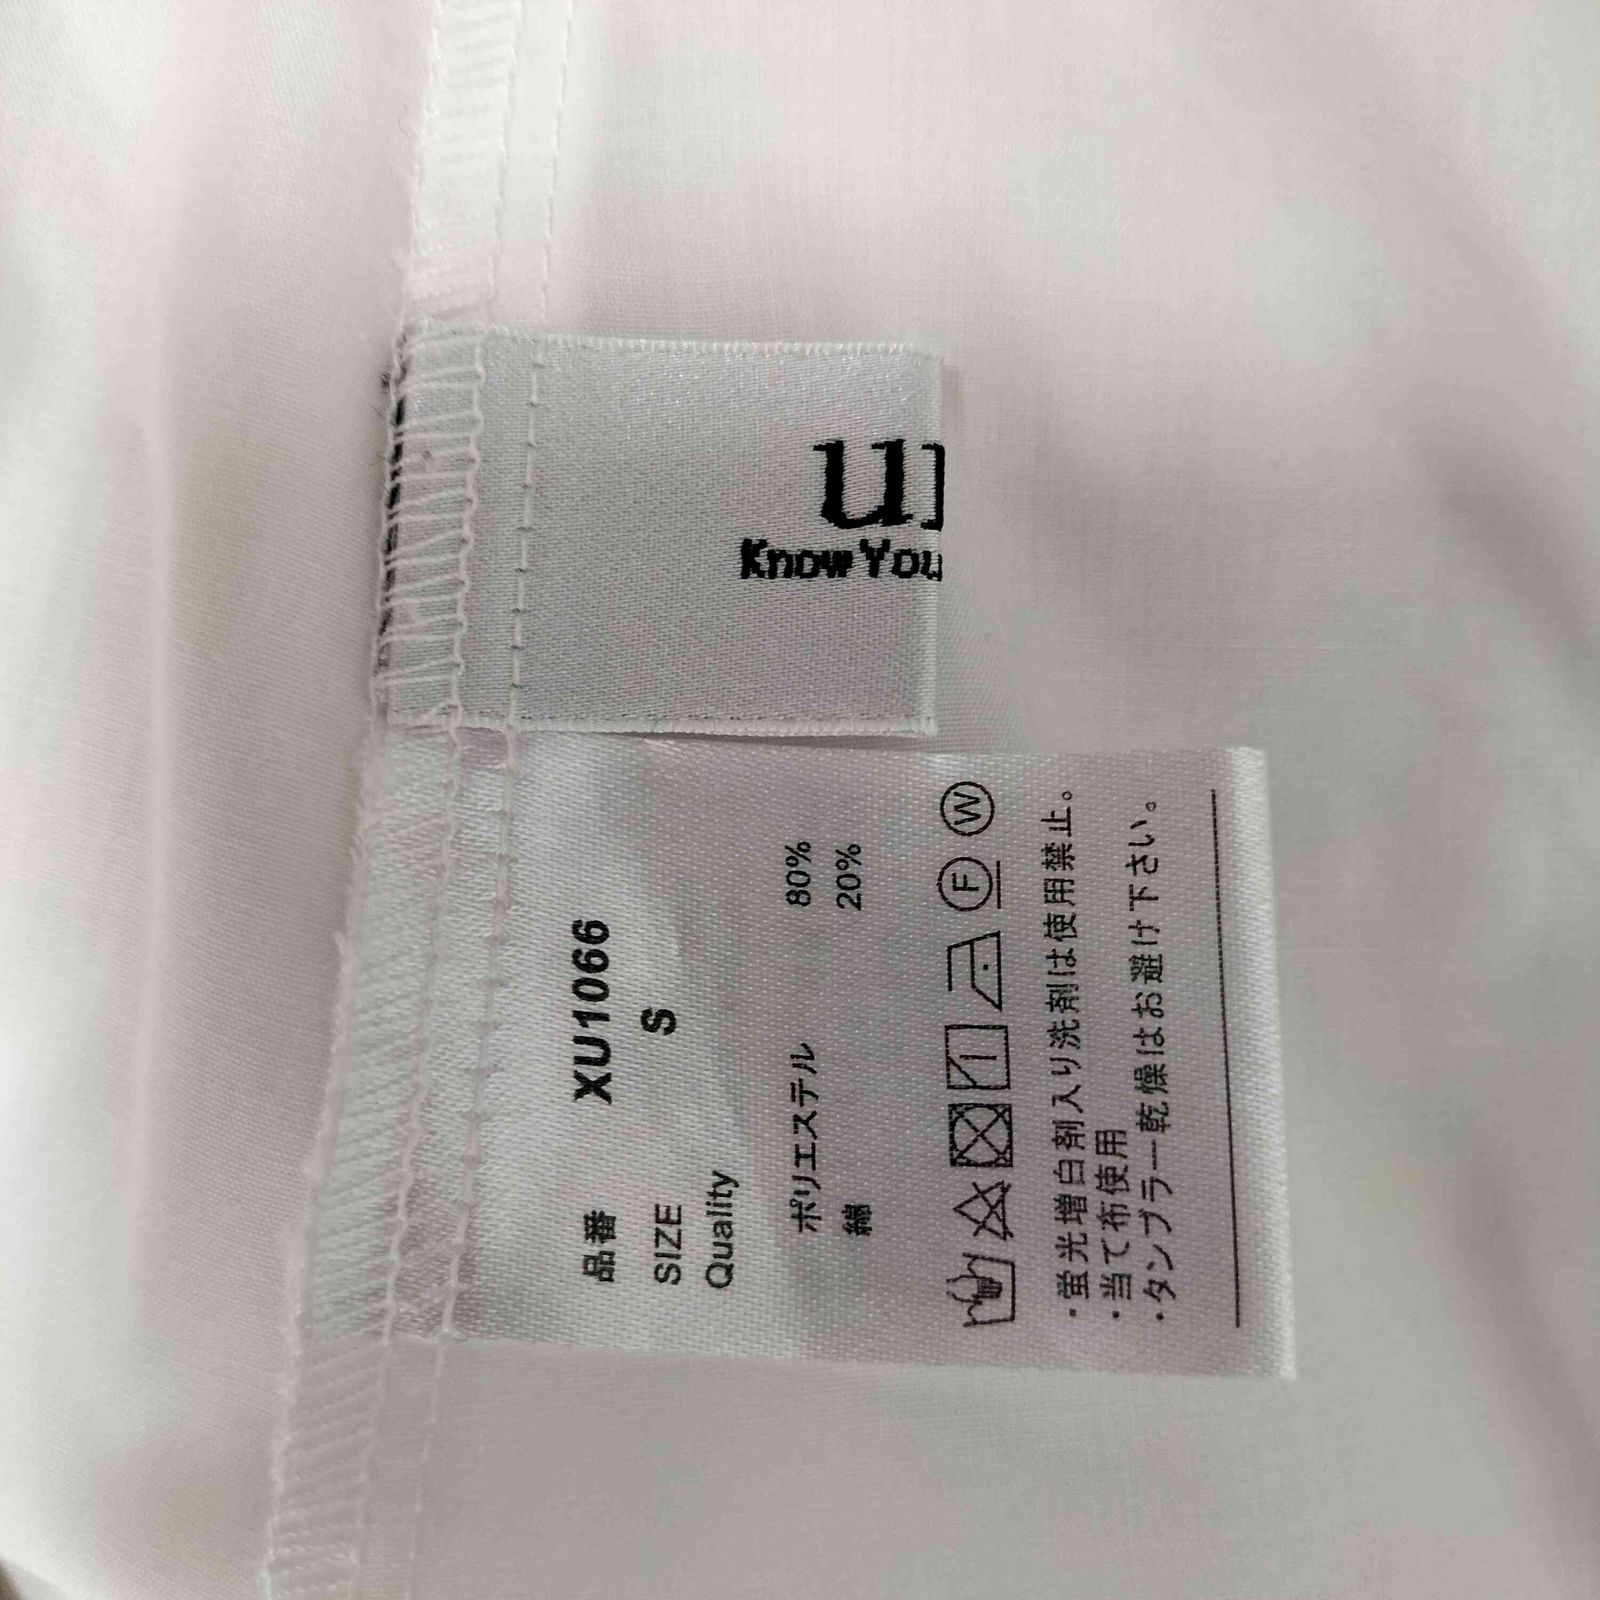 Know You
品番 XU1066
SIZE S
Quality
ポリエステル 80%
綿 20%
F W
・蛍光増白剤入り洗剤は使用禁止。
・当て布使用
・タンブラー乾燥はお避け下さい。